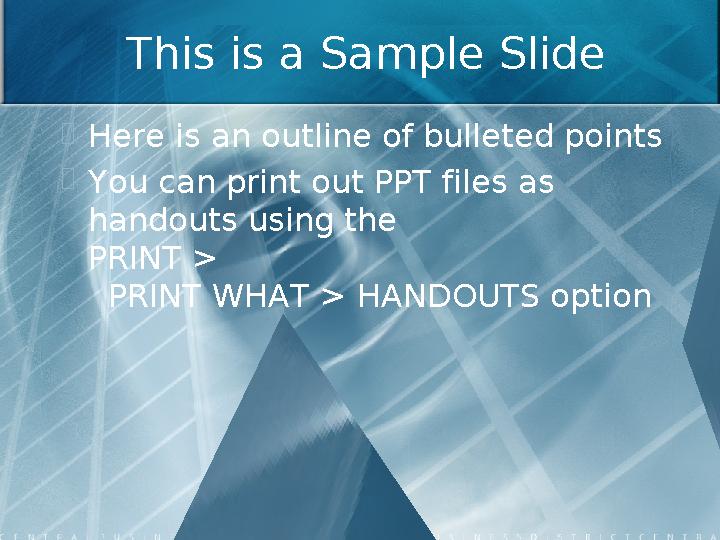 This is a Sample Slide
Here is an outline of bulleted points
You can print out PPT files as
handouts using the
PRINT >
PRINT WHAT > HANDOUTS option